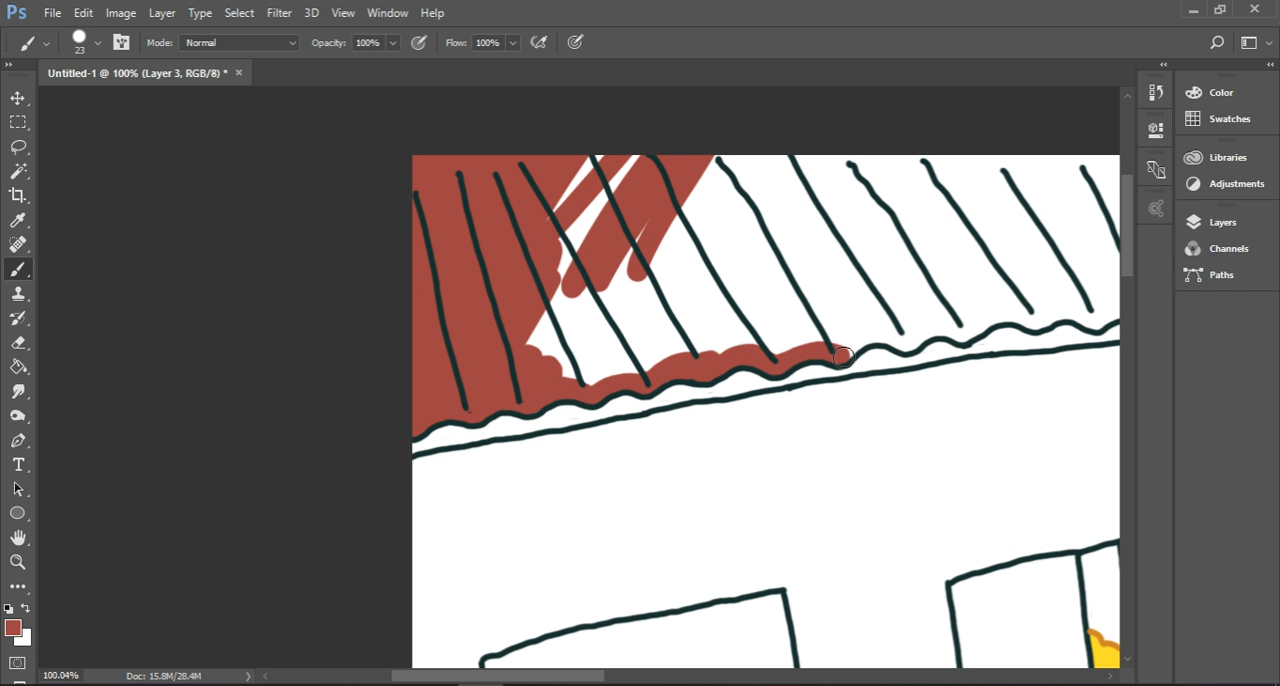 Ps File Edit Image Layer Type Select Filter 3D View Window Help
23 Mode: Normal Opacity: 100% Flow: 100%
Untitled-1 @ 100% (Layer 3, RGB/8) * ×
Color
Swatches
Libraries
Adjustments
Layers
Channels
Paths
100.04% Doc: 15.8M/28.4M